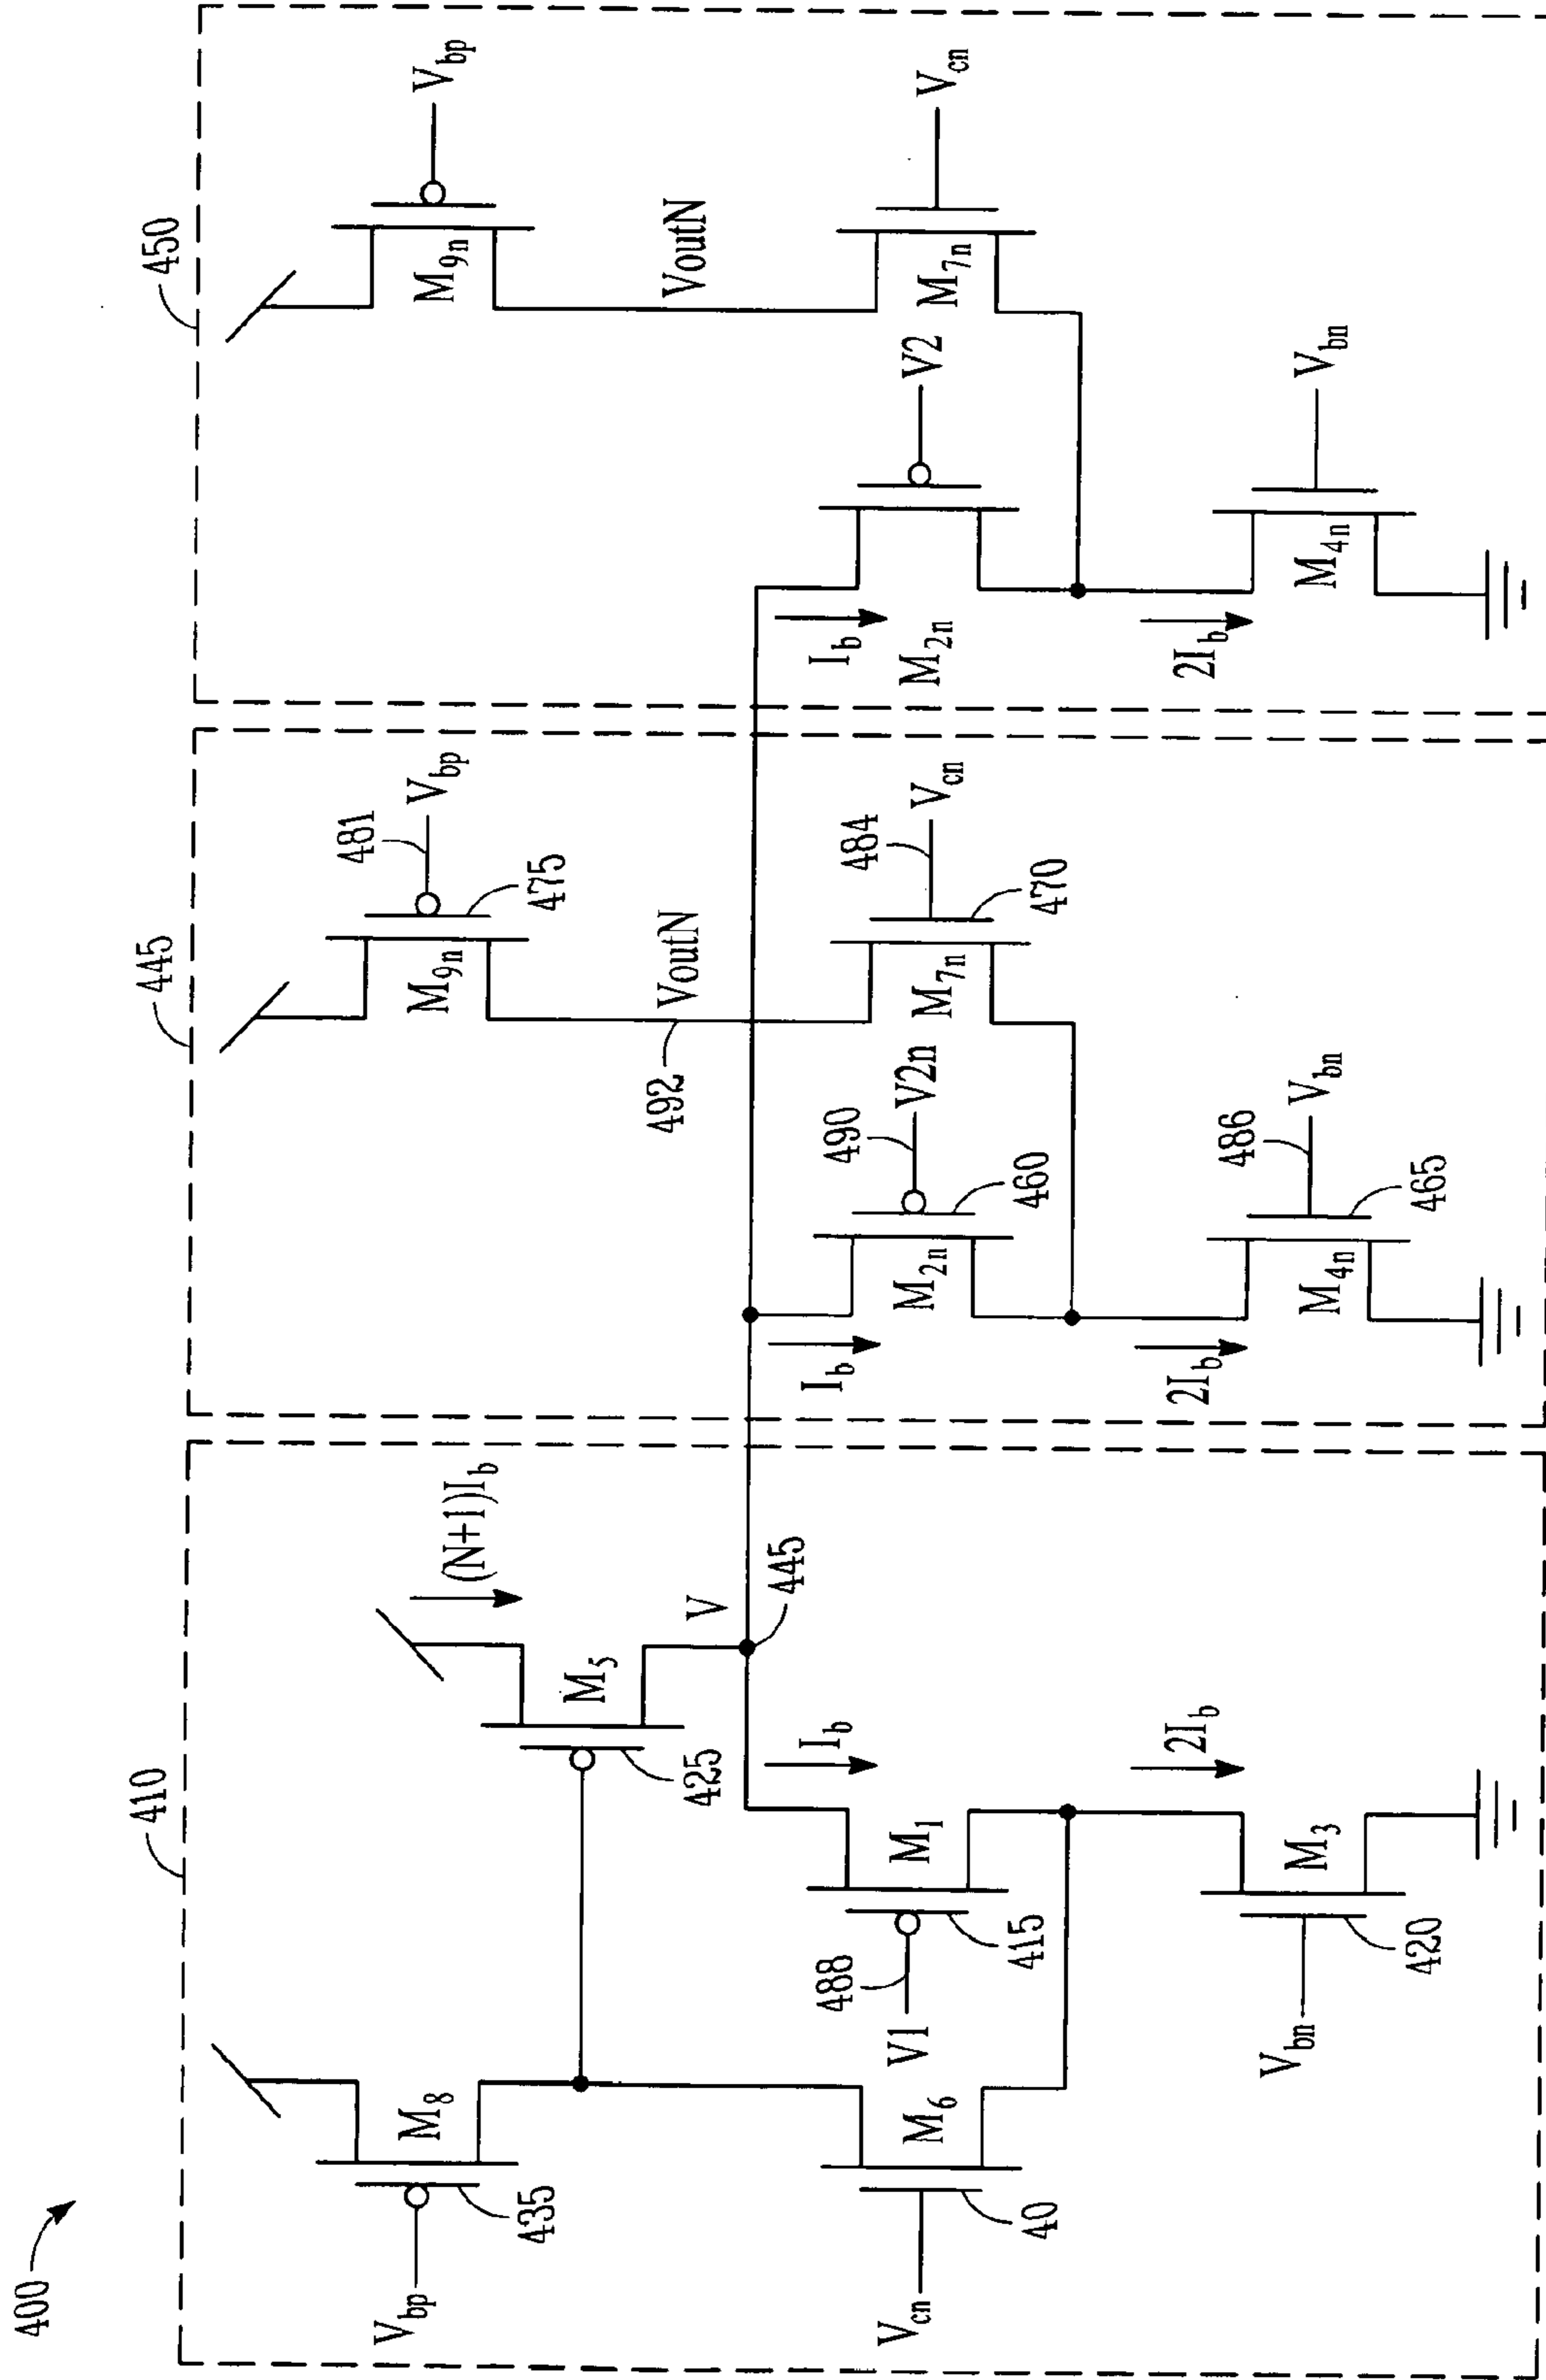 400
410
445
450
V_bp
435
M_8
(N+1)I_b
M_5
425
V
445
V_cn
40
M_6
V1
488
415
M_1
I_b
2I_b
V_bn
420
M_3
481
V_bp
475
M_9n
VoutN
492
484
V_cn
470
M_7n
490
V2n
460
M_2n
I_b
2I_b
486
V_bn
465
M_4n
V_bp
M_9n
VoutN
V_cn
M_7n
V2
I_b
M_2n
2I_b
V_bn
M_4n